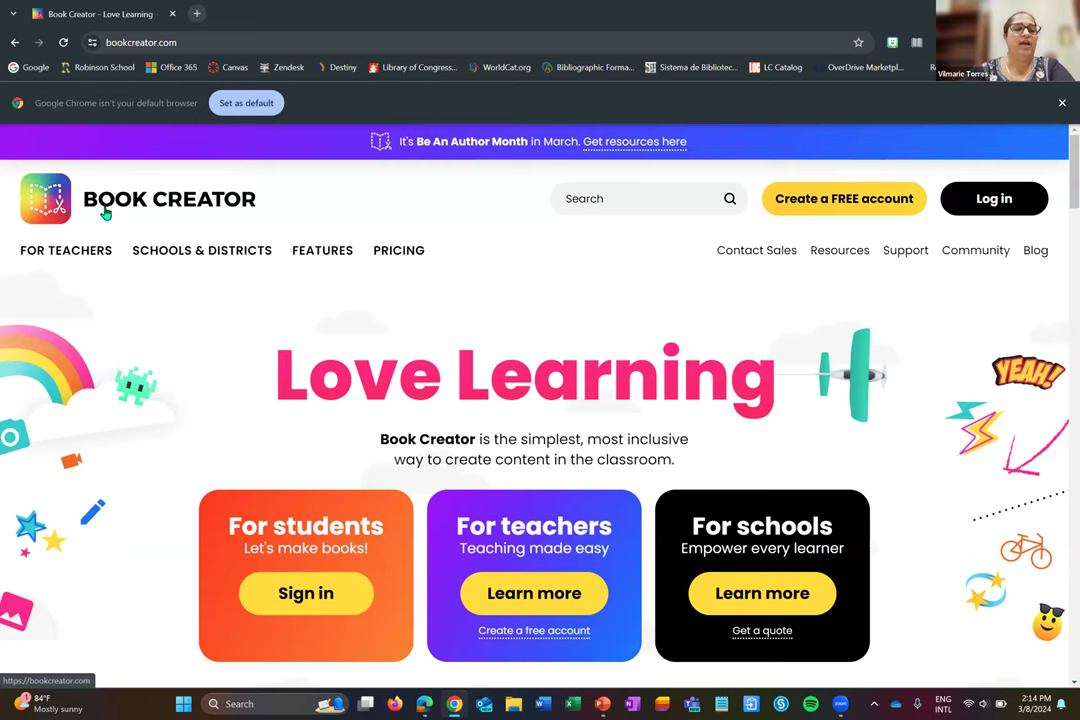 Book Creator - Love Learning
bookcreator.com
Google
Robinson School
Office 365
Canvas
Zendesk
Destiny
Library of Congress...
WorldCat.org
Bibliographic Forma...
Sistema de Bibliotec...
LC Catalog
OverDrive Marketpl...
Vilmarie Torres
Google Chrome isn't your default browser
Set as default
It's Be An Author Month in March. Get resources here
BOOK CREATOR
Search
Create a FREE account
Log in
FOR TEACHERS
SCHOOLS & DISTRICTS
FEATURES
PRICING
Contact Sales
Resources
Support
Community
Blog
Love Learning
YEAH!
Book Creator is the simplest, most inclusive
way to create content in the classroom.
For students
Let's make books!
Sign in
For teachers
Teaching made easy
Learn more
Create a free account
For schools
Empower every learner
Learn more
Get a quote
https://bookcreator.com
84°F
Mostly sunny
Search
ENG
INTL
2:14 PM
3/8/2024